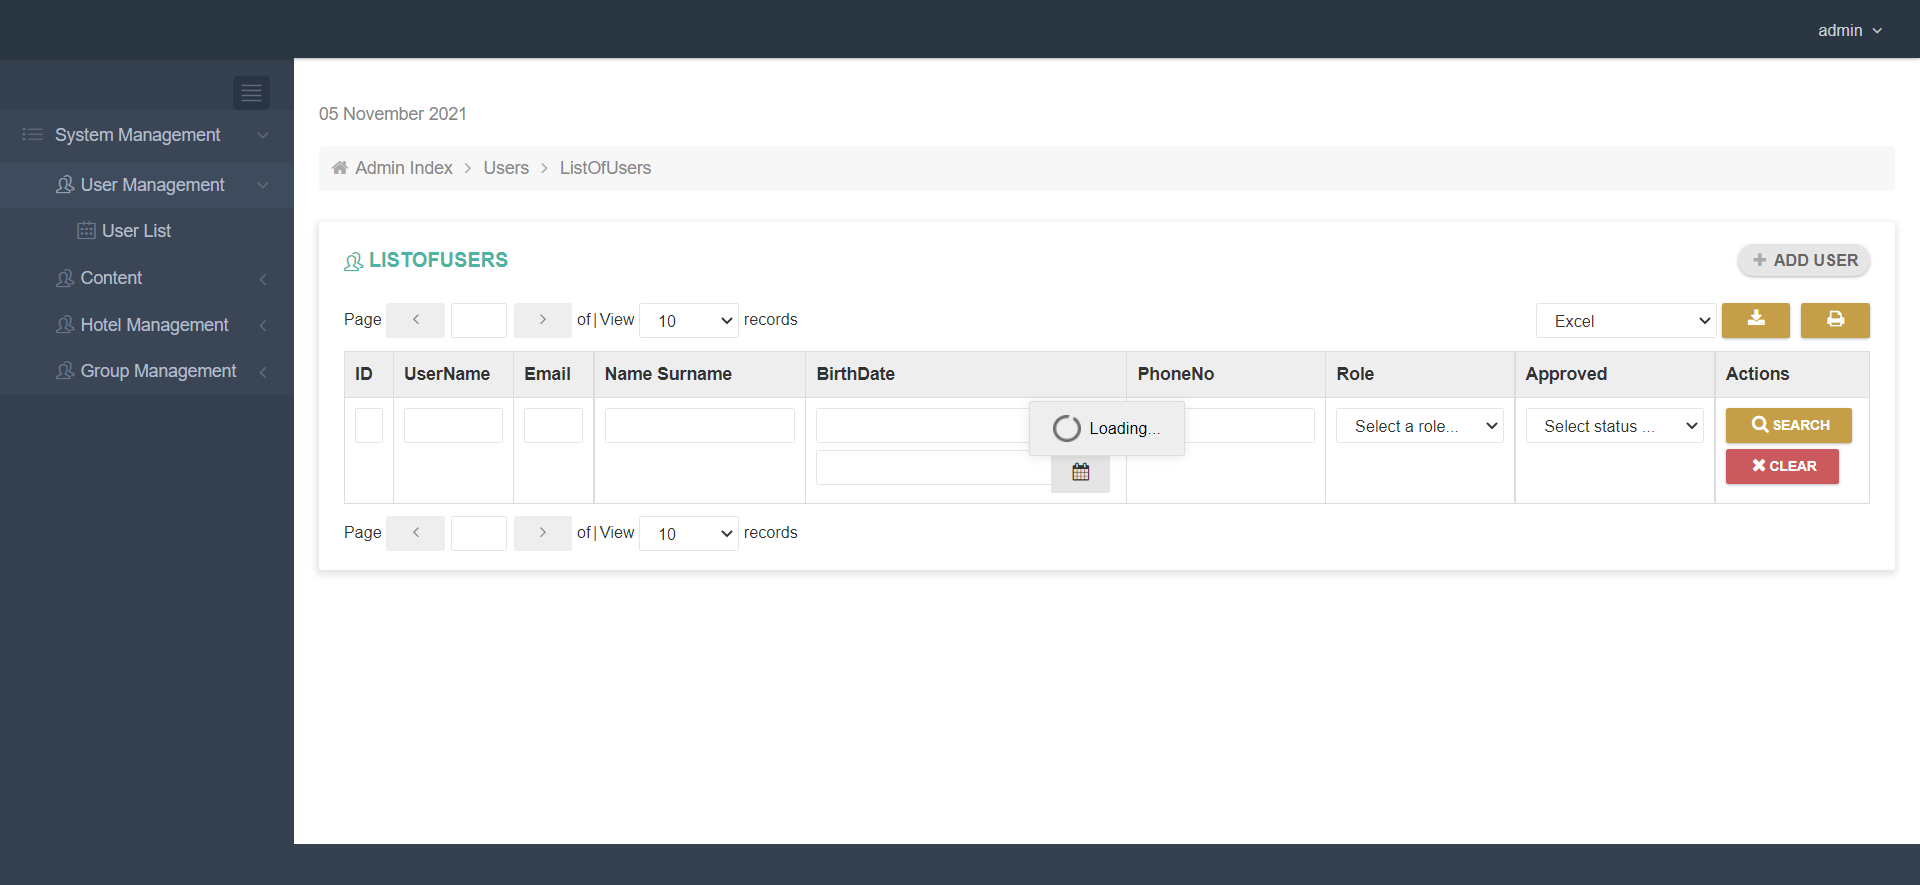 admin
System Management
User Management
User List
Content
Hotel Management
Group Management
05 November 2021
Admin Index > Users > ListOfUsers
LISTOFUSERS
ADD USER
Page of | View 10 records
Excel
ID UserName Email Name Surname BirthDate PhoneNo Role Approved Actions
Loading...
Select a role... Select status ... SEARCH
CLEAR
Page of | View 10 records